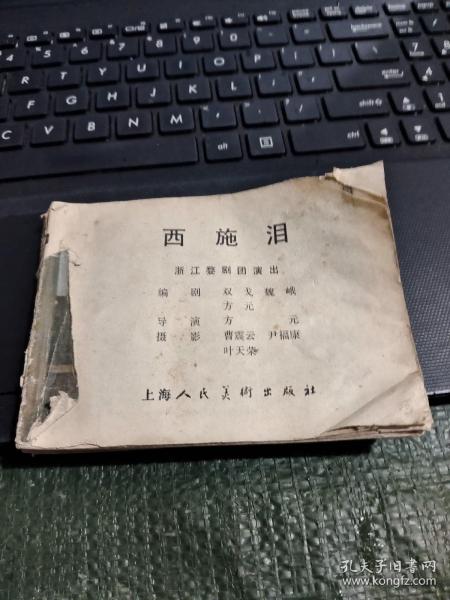 西施泪
浙江婺剧团演出
编 剧 双戈 魏峨
方元
导 演 方 元
摄 影 曹震云 尹福康
叶天荣
上海人民美術出版社
孔夫子旧书网
www.kongfz.com